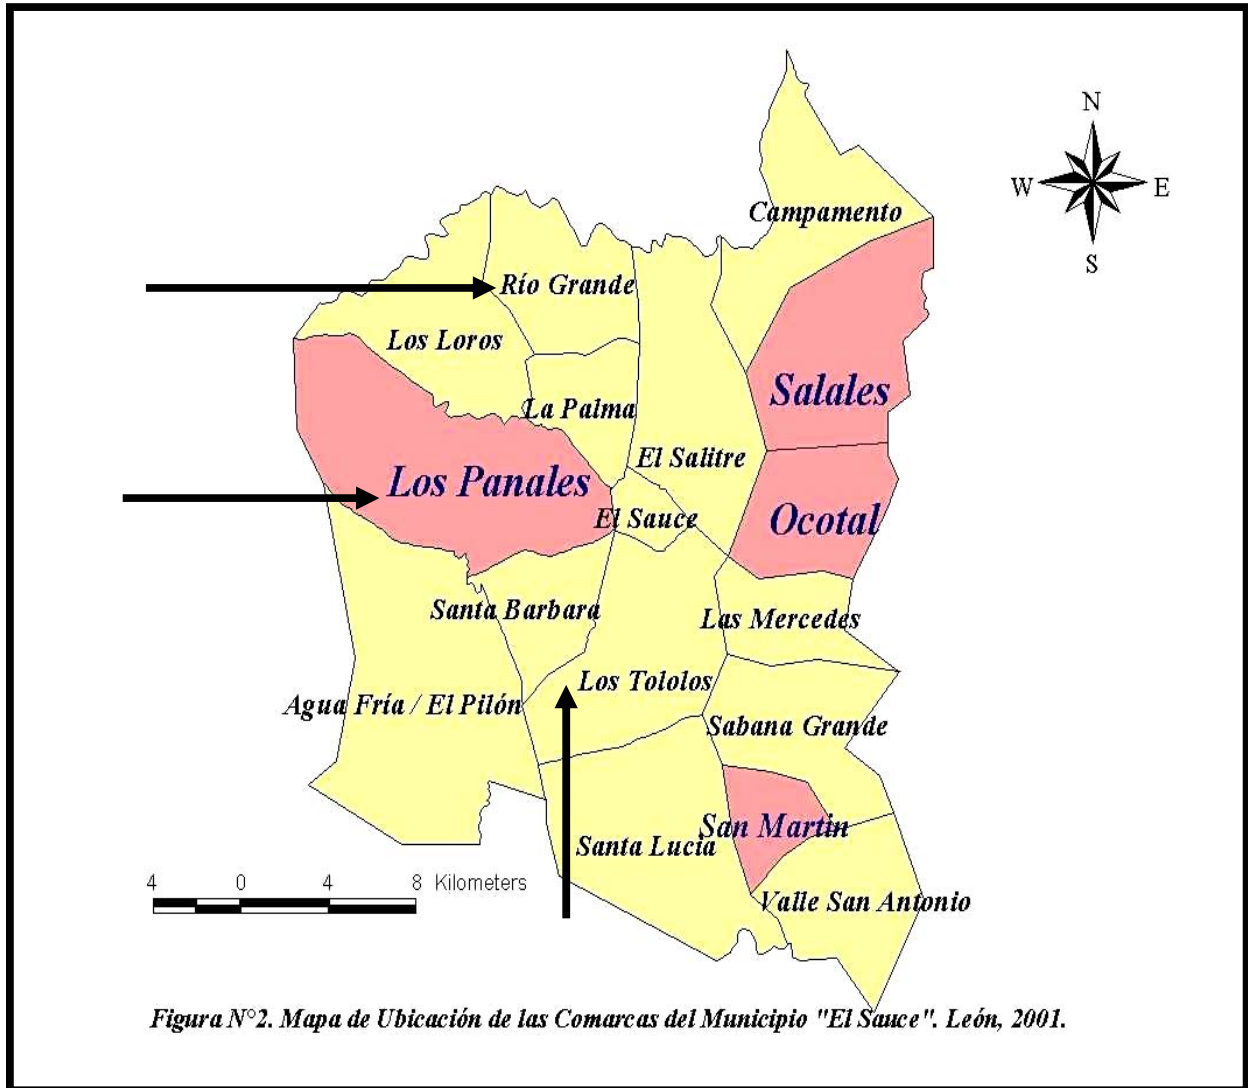 N
W E
S
Campamento
Río Grande
Los Loros
Salales
La Palma
El Salitre
Los Panales
Ocotal
El Sauce
Santa Barbara
Las Mercedes
Los Tololos
Agua Fría / El Pilón
Sabana Grande
San Martin
Santa Lucia
4 0 4 8 Kilometers
Valle San Antonio
Figura N°2. Mapa de Ubicación de las Comarcas del Municipio "El Sauce". León, 2001.